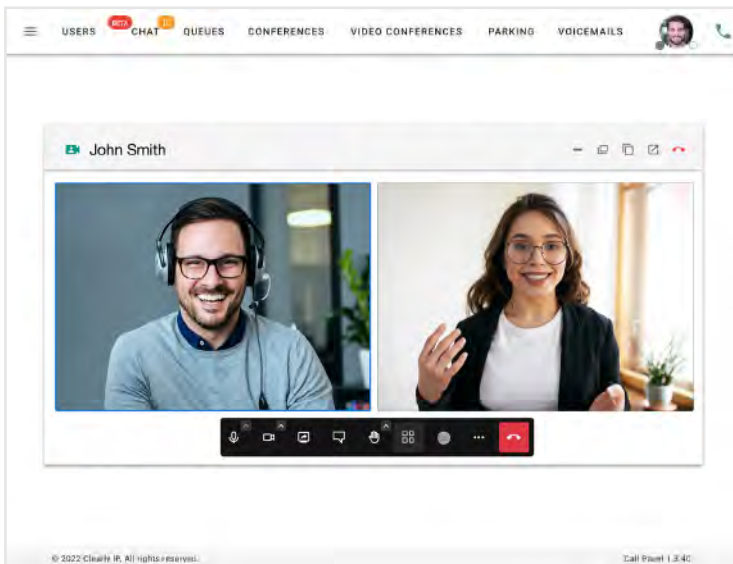 USERS BETA CHAT 10 QUEUES CONFERENCES VIDEO CONFERENCES PARKING VOICEMAILS
John Smith
© 2022 Clearly IP. All rights reserved. Call Panel 1.3.40